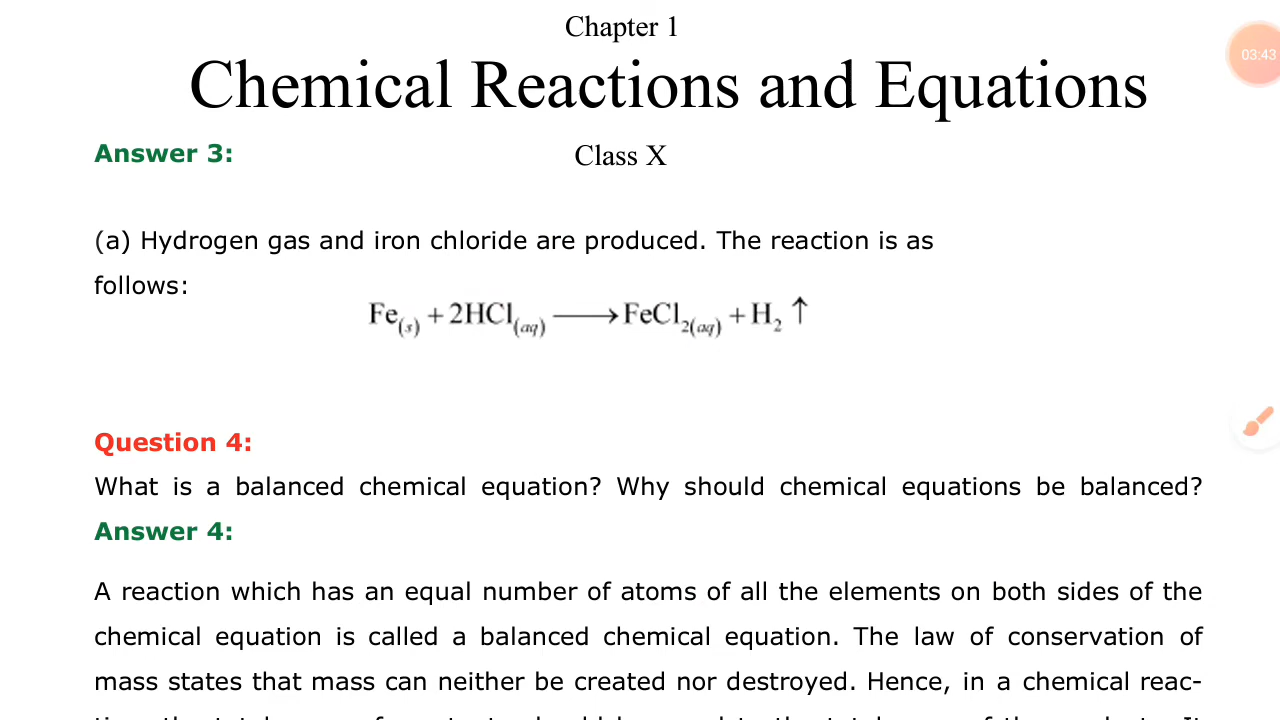 Chapter 1
Chemical Reactions and Equations
03:43
Answer 3:
Class X
(a) Hydrogen gas and iron chloride are produced. The reaction is as
follows:
Fe(s) + 2HCl(aq) ⟶ FeCl2(aq) + H2 ↑
Question 4:
What is a balanced chemical equation? Why should chemical equations be balanced?
Answer 4:
A reaction which has an equal number of atoms of all the elements on both sides of the
chemical equation is called a balanced chemical equation. The law of conservation of
mass states that mass can neither be created nor destroyed. Hence, in a chemical reac-